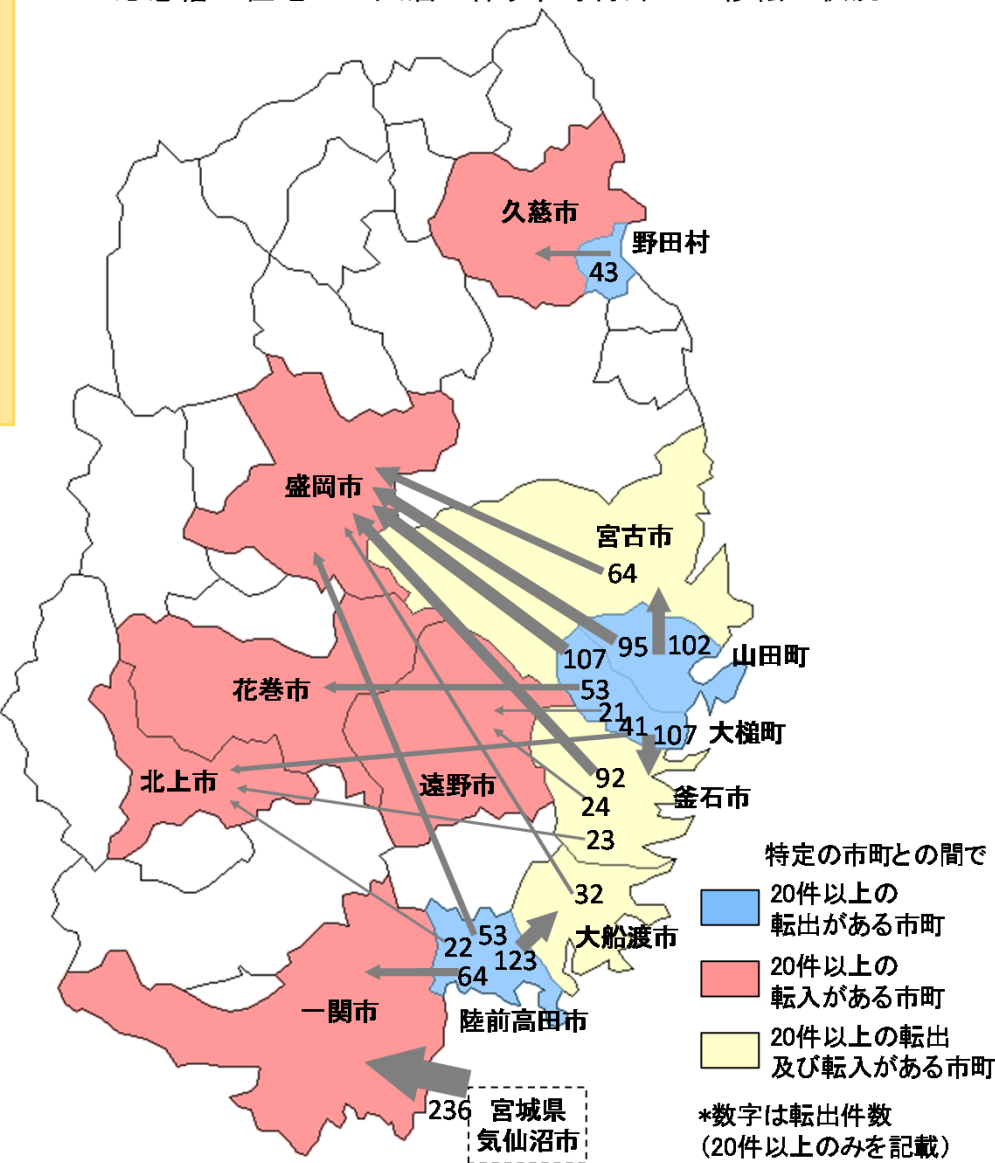 久慈市
野田村
43
盛岡市
宮古市
64
95
102
107
山田町
花巻市
53
21
41
107
大槌町
北上市
遠野市
92
釜石市
24
23
特定の市町との間で
20件以上の
転出がある市町
32
大船渡市
22
53
123
64
20件以上の
転入がある市町
一関市
陸前高田市
20件以上の転出
及び転入がある市町
236
宮城県
気仙沼市
*数字は転出件数
(20件以上のみを記載)